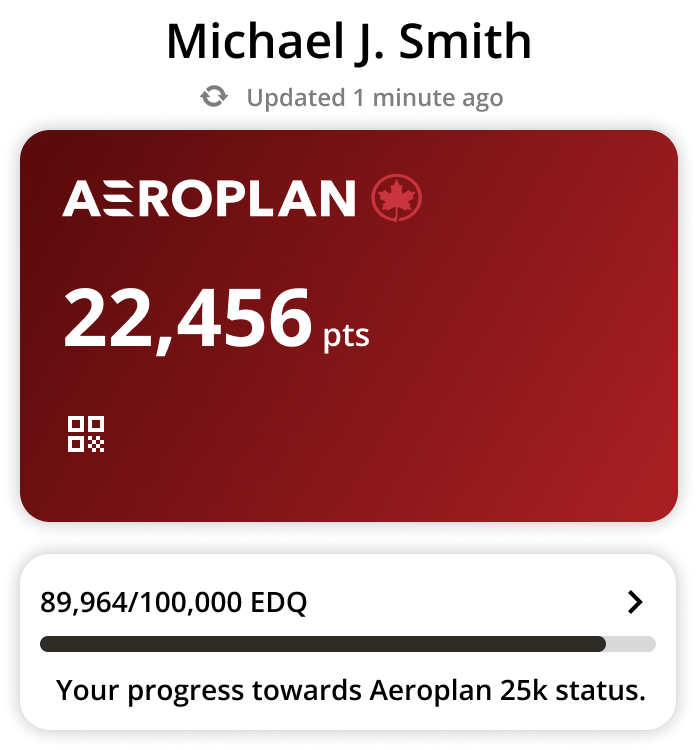 Michael J. Smith
Updated 1 minute ago
AEROPLAN
22,456 pts
89,964/100,000 EDQ
Your progress towards Aeroplan 25k status.